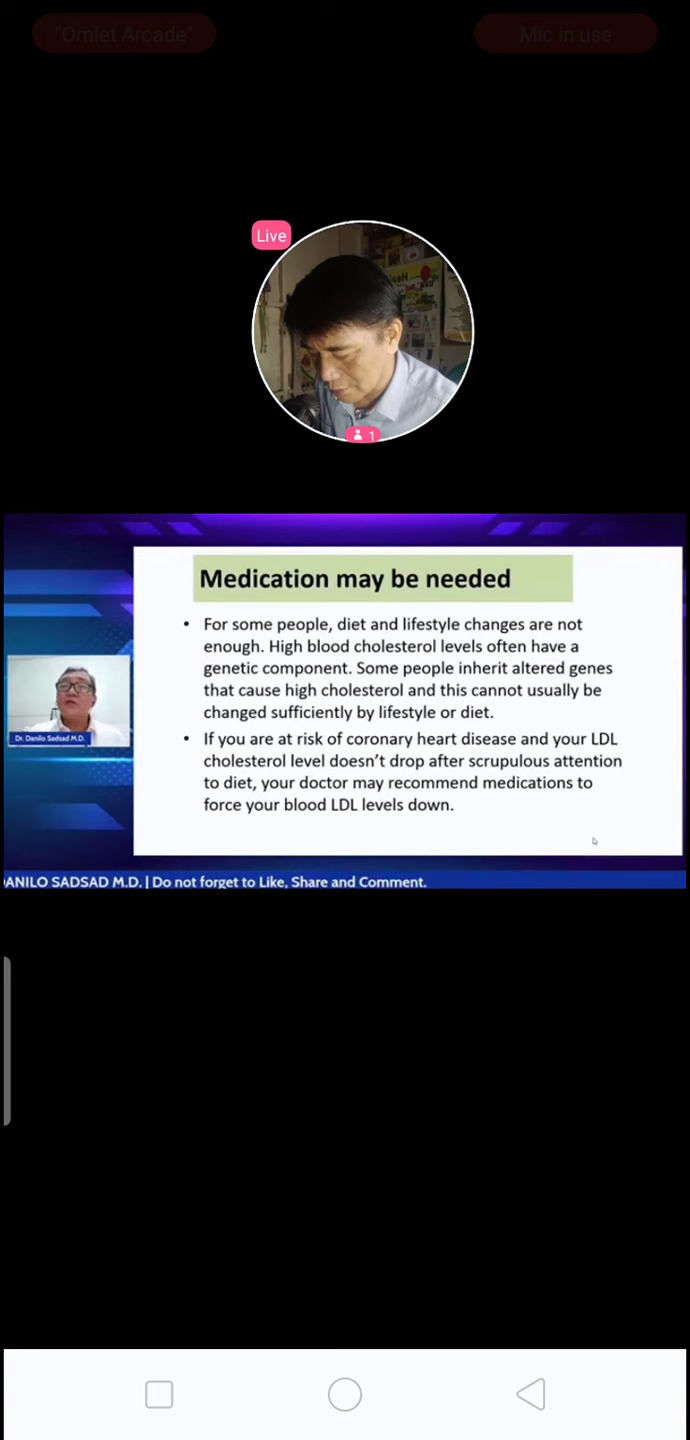 "Omlet Arcade"
Mic in use
Live
1
Medication may be needed
• For some people, diet and lifestyle changes are not
enough. High blood cholesterol levels often have a
genetic component. Some people inherit altered genes
that cause high cholesterol and this cannot usually be
changed sufficiently by lifestyle or diet.
• If you are at risk of coronary heart disease and your LDL
cholesterol level doesn't drop after scrupulous attention
to diet, your doctor may recommend medications to
force your blood LDL levels down.
Dr. Danilo Sadsad M.D.
ANILO SADSAD M.D. | Do not forget to Like, Share and Comment.